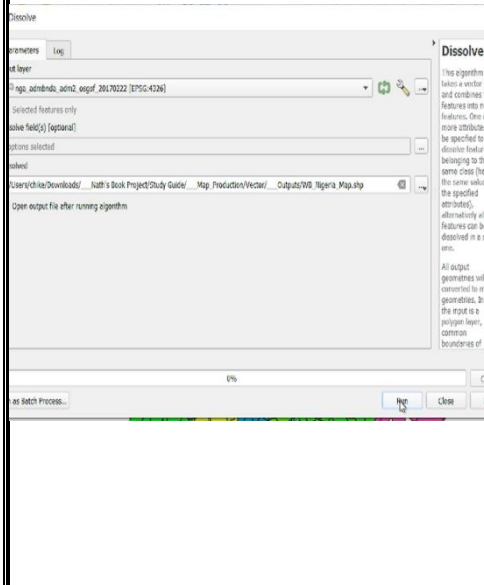 Dissolve
arameters Log
ut layer
nga_admbnda_adm2_osgof_20170222 [EPSG:4326]
Selected features only
solve field(s) [optional]
options selected
solved
/Users/chike/Downloads/___Nath's Book Project/Study Guide/___Map_Production/Vector/___Outputs/WB_Nigeria_Map.shp
Open output file after running algorithm
0%
n as Batch Process...
Run Close
Dissolve
This algorithm
takes a vector
and combines
features into n
features. One
more attribute
be specified to
dissolve featur
belonging to th
same class (ha
the same value
the specified
attributes),
alternatively al
features can be
dissolved in a
one.
All output
geometries wil
converted to m
geometries. In
the input is a
polygon layer,
common
boundaries of